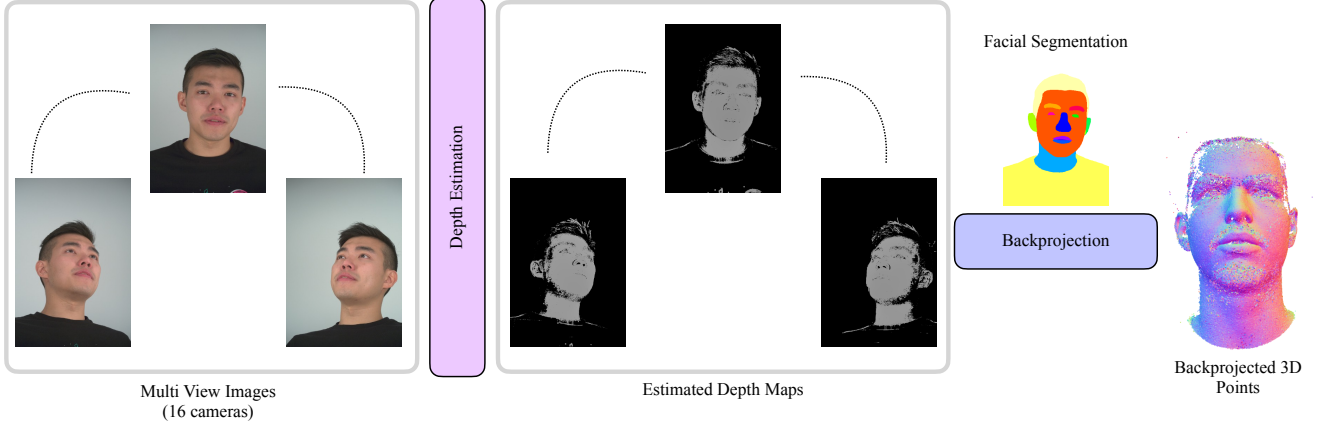 Multi View Images
(16 cameras)
Depth Estimation
Estimated Depth Maps
Facial Segmentation
Backprojection
Backprojected 3D
Points